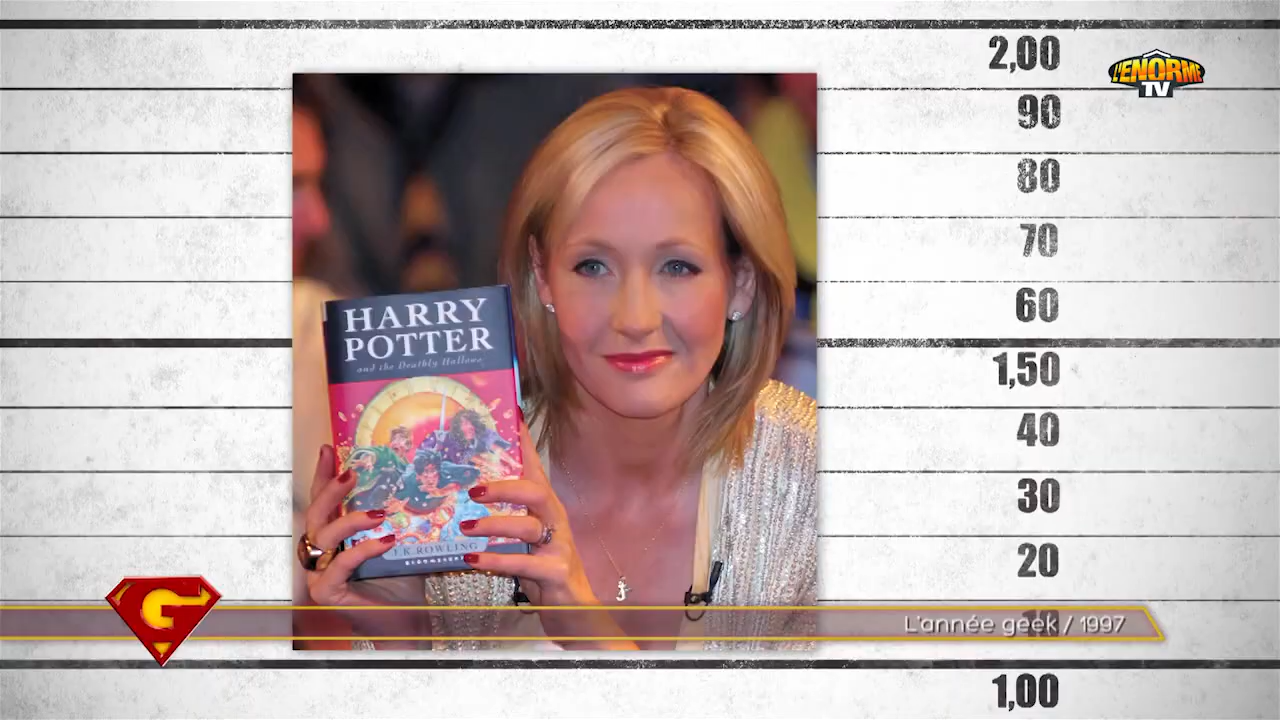 2,00
L'ENORME
TV
90
80
70
60
HARRY
POTTER
and the Deathly Hallows
1,50
40
30
20
J.K.ROWLING
BLOOMSBURY
10
G
L'année geek / 1997
1,00